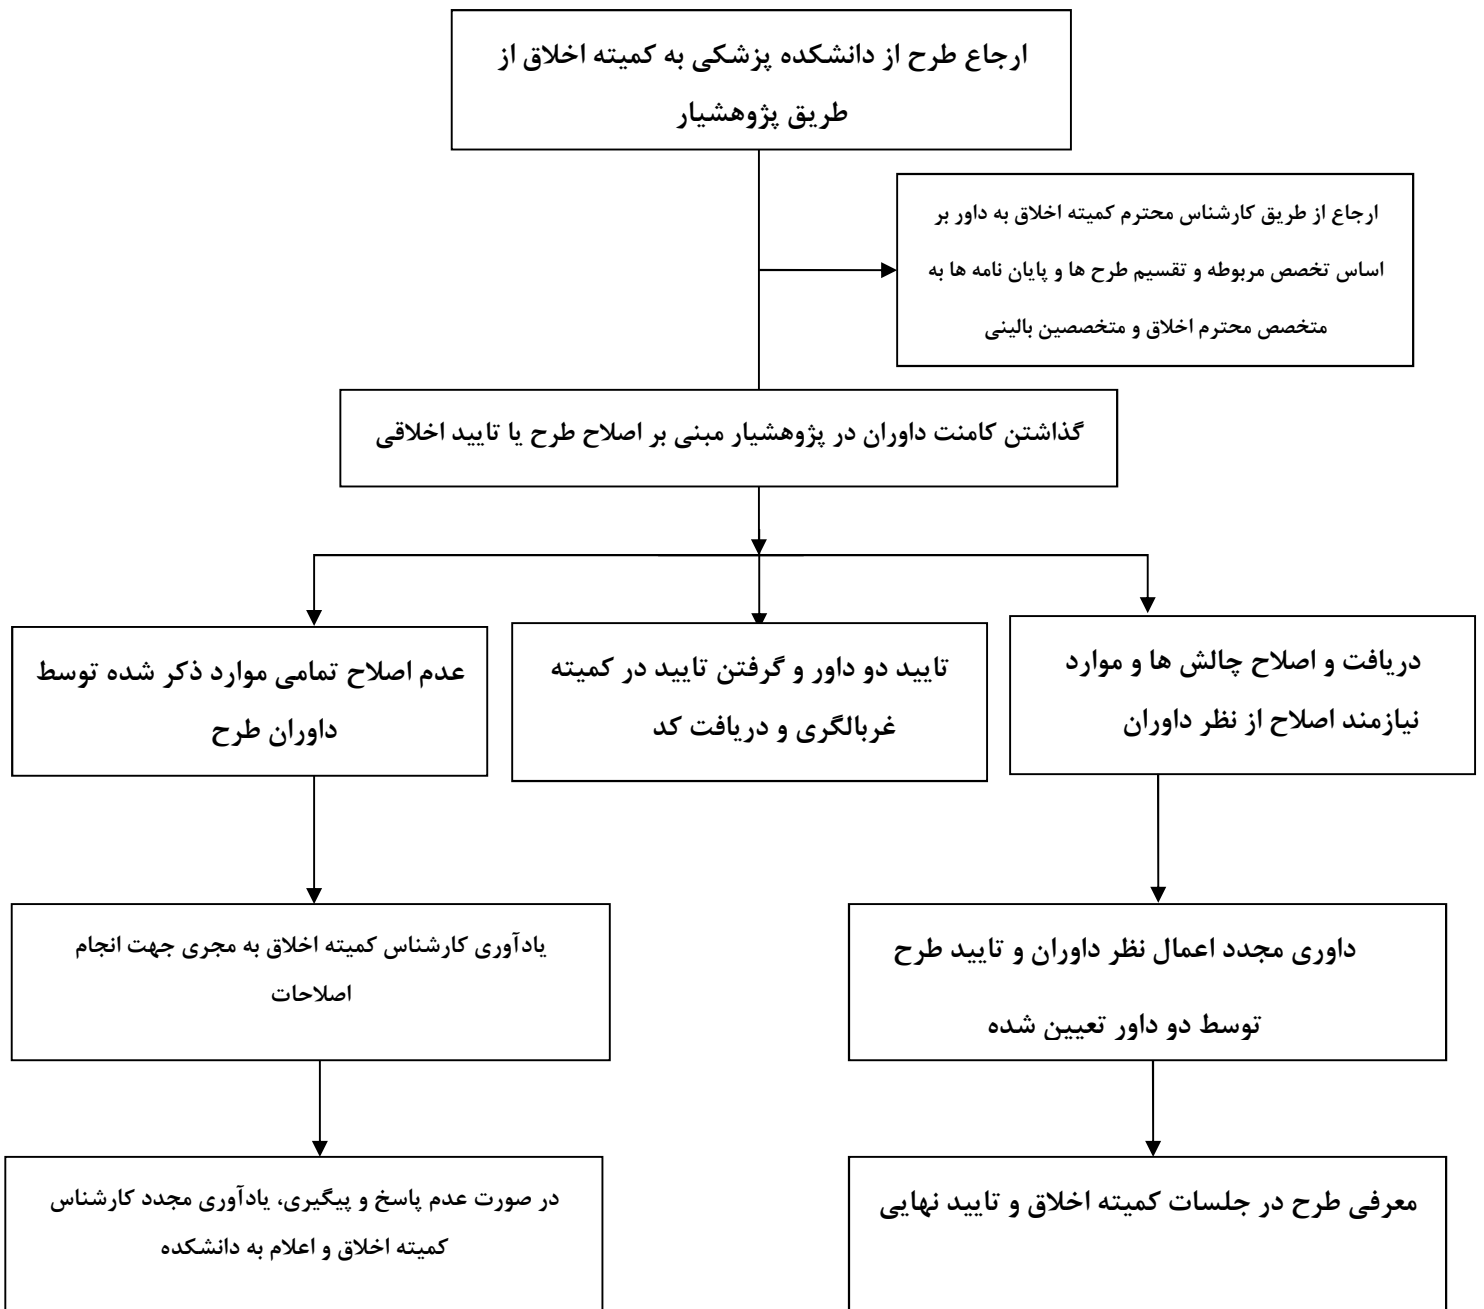 ارجاع طرح از دانشکده پزشکی به کمیته اخلاق از
طریق پژوهشیار
ارجاع از طریق کارشناس محترم کمیته اخلاق به داور بر
اساس تخصص مربوطه و تقسیم طرح ها و پایان نامه ها به
متخصص محترم اخلاق و متخصصین بالینی
گذاشتن کامنت داوران در پژوهشیار مبنی بر اصلاح طرح یا تایید اخلاقی
دریافت و اصلاح چالش ها و موارد
نیازمند اصلاح از نظر داوران
تایید دو داور و گرفتن تایید در کمیته
غربالگری و دریافت کد
عدم اصلاح تمامی موارد ذکر شده توسط
داوران طرح
داوری مجدد اعمال نظر داوران و تایید طرح
توسط دو داور تعیین شده
یادآوری کارشناس کمیته اخلاق به مجری جهت انجام
اصلاحات
معرفی طرح در جلسات کمیته اخلاق و تایید نهایی
در صورت عدم پاسخ و پیگیری، یادآوری مجدد کارشناس
کمیته اخلاق و اعلام به دانشکده